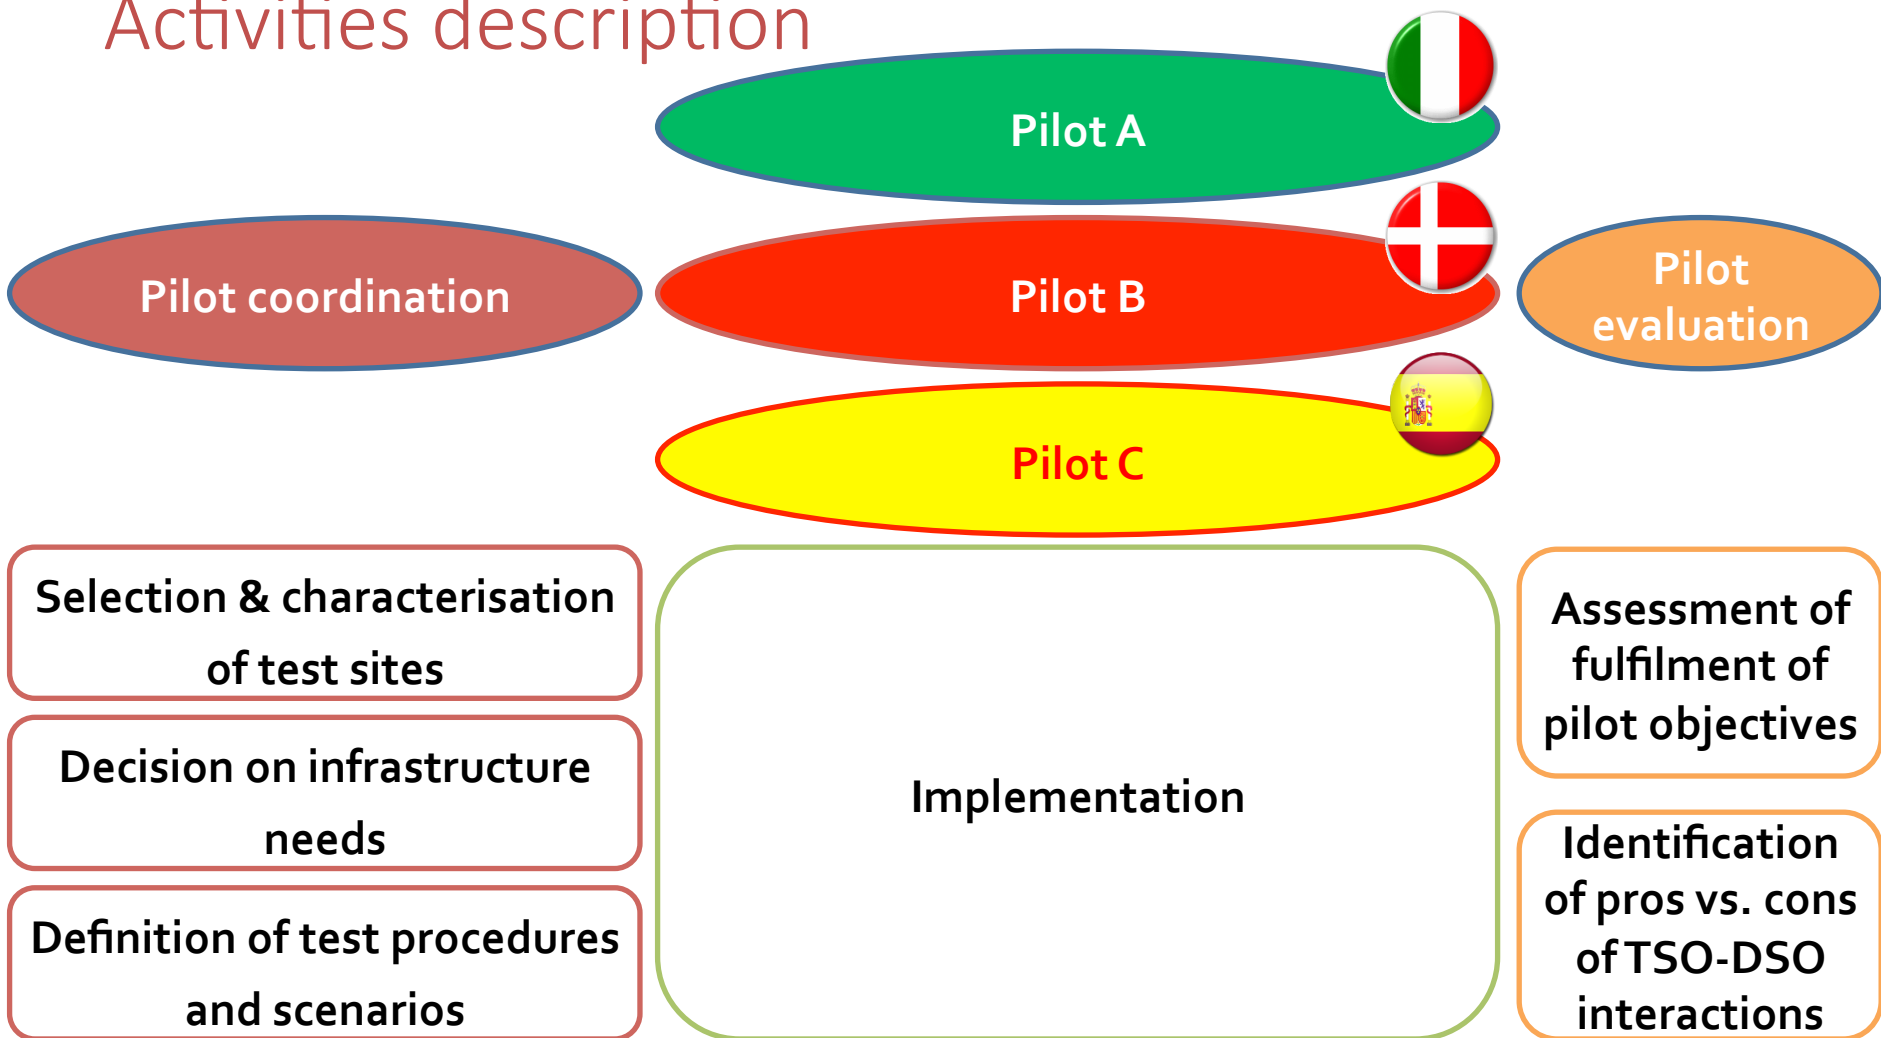 Activities description
Pilot A
Pilot coordination
Pilot B
Pilot
evaluation
Pilot C
Selection & characterisation
of test sites
Decision on infrastructure
needs
Definition of test procedures
and scenarios
Implementation
Assessment of
fulfilment of
pilot objectives
Identification
of pros vs. cons
of TSO-DSO
interactions